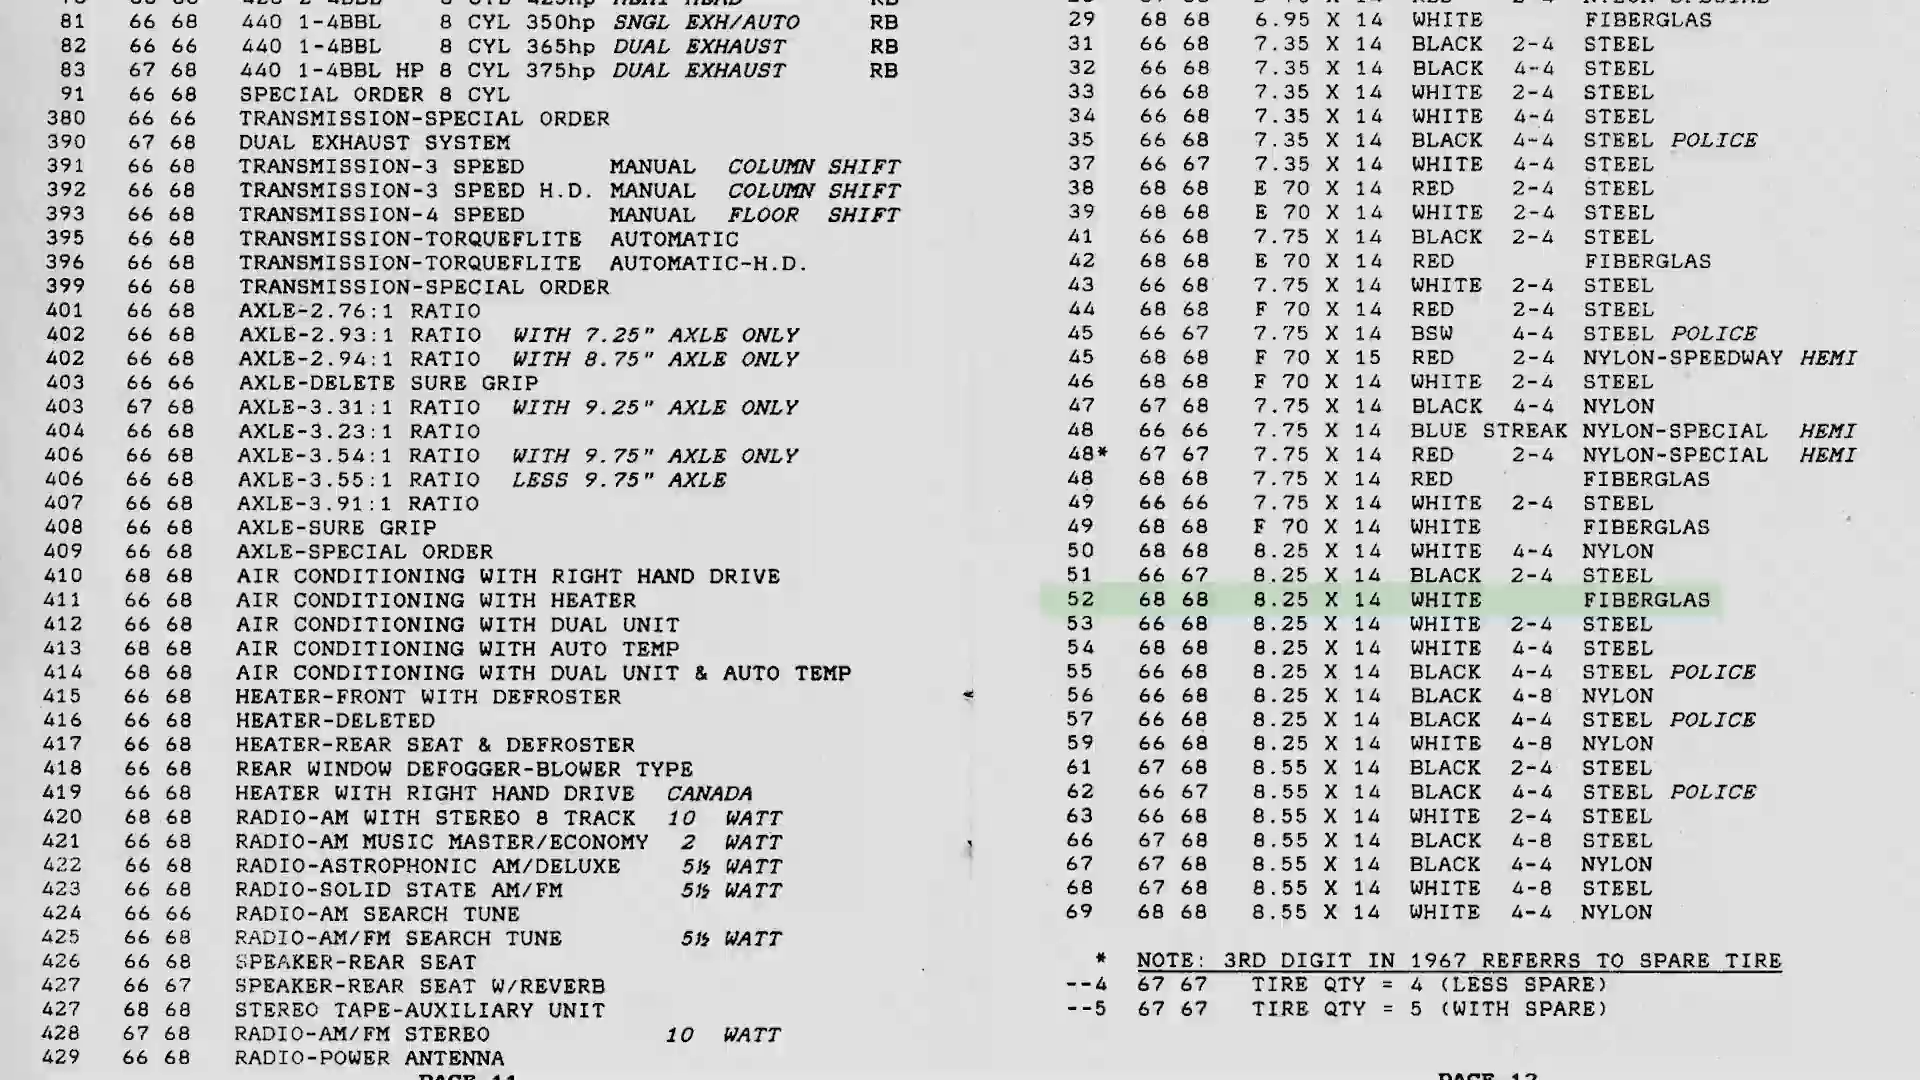 81 66 68 440 1-4BBL 8 CYL 350hp SNGL EXH/AUTO RB
82 66 66 440 1-4BBL 8 CYL 365hp DUAL EXHAUST RB
83 67 68 440 1-4BBL HP 8 CYL 375hp DUAL EXHAUST RB
91 66 68 SPECIAL ORDER 8 CYL
380 66 66 TRANSMISSION-SPECIAL ORDER
390 67 68 DUAL EXHAUST SYSTEM
391 66 68 TRANSMISSION-3 SPEED MANUAL COLUMN SHIFT
392 66 68 TRANSMISSION-3 SPEED H.D. MANUAL COLUMN SHIFT
393 66 68 TRANSMISSION-4 SPEED MANUAL FLOOR SHIFT
395 66 68 TRANSMISSION-TORQUEFLITE AUTOMATIC
396 66 68 TRANSMISSION-TORQUEFLITE AUTOMATIC-H.D.
399 66 68 TRANSMISSION-SPECIAL ORDER
401 66 68 AXLE-2.76:1 RATIO
402 66 68 AXLE-2.93:1 RATIO WITH 7.25" AXLE ONLY
402 66 68 AXLE-2.94:1 RATIO WITH 8.75" AXLE ONLY
403 66 66 AXLE-DELETE SURE GRIP
403 67 68 AXLE-3.31:1 RATIO WITH 9.25" AXLE ONLY
404 66 68 AXLE-3.23:1 RATIO
406 66 68 AXLE-3.54:1 RATIO WITH 9.75" AXLE ONLY
406 66 68 AXLE-3.55:1 RATIO LESS 9.75" AXLE
407 66 68 AXLE-3.91:1 RATIO
408 66 68 AXLE-SURE GRIP
409 66 68 AXLE-SPECIAL ORDER
410 68 68 AIR CONDITIONING WITH RIGHT HAND DRIVE
411 66 68 AIR CONDITIONING WITH HEATER
412 66 68 AIR CONDITIONING WITH DUAL UNIT
413 68 68 AIR CONDITIONING WITH AUTO TEMP
414 68 68 AIR CONDITIONING WITH DUAL UNIT & AUTO TEMP
415 66 68 HEATER-FRONT WITH DEFROSTER
416 66 68 HEATER-DELETED
417 66 68 HEATER-REAR SEAT & DEFROSTER
418 66 68 REAR WINDOW DEFOGGER-BLOWER TYPE
419 66 68 HEATER WITH RIGHT HAND DRIVE CANADA
420 68 68 RADIO-AM WITH STEREO 8 TRACK 10 WATT
421 66 68 RADIO-AM MUSIC MASTER/ECONOMY 2 WATT
422 66 68 RADIO-ASTROPHONIC AM/DELUXE 5½ WATT
423 66 68 RADIO-SOLID STATE AM/FM 5½ WATT
424 66 66 RADIO-AM SEARCH TUNE
425 66 68 RADIO-AM/FM SEARCH TUNE 5½ WATT
426 66 68 SPEAKER-REAR SEAT
427 66 67 SPEAKER-REAR SEAT W/REVERB
427 68 68 STEREO TAPE-AUXILIARY UNIT
428 67 68 RADIO-AM/FM STEREO 10 WATT
429 66 68 RADIO-POWER ANTENNA
PAGE 11
29 68 68 6.95 X 14 WHITE FIBERGLAS
31 66 68 7.35 X 14 BLACK 2-4 STEEL
32 66 68 7.35 X 14 BLACK 4-4 STEEL
33 66 68 7.35 X 14 WHITE 2-4 STEEL
34 66 68 7.35 X 14 WHITE 4-4 STEEL
35 66 68 7.35 X 14 BLACK 4-4 STEEL POLICE
37 66 67 7.35 X 14 WHITE 4-4 STEEL
38 68 68 E 70 X 14 RED 2-4 STEEL
39 68 68 E 70 X 14 WHITE 2-4 STEEL
41 66 68 7.75 X 14 BLACK 2-4 STEEL
42 68 68 E 70 X 14 RED FIBERGLAS
43 66 68 7.75 X 14 WHITE 2-4 STEEL
44 68 68 F 70 X 14 RED 2-4 STEEL
45 66 67 7.75 X 14 BSW 4-4 STEEL POLICE
45 68 68 F 70 X 15 RED 2-4 NYLON-SPEEDWAY HEMI
46 68 68 F 70 X 14 WHITE 2-4 STEEL
47 67 68 7.75 X 14 BLACK 4-4 NYLON
48 66 66 7.75 X 14 BLUE STREAK NYLON-SPECIAL HEMI
48* 67 67 7.75 X 14 RED 2-4 NYLON-SPECIAL HEMI
48 68 68 7.75 X 14 RED FIBERGLAS
49 66 66 7.75 X 14 WHITE 2-4 STEEL
49 68 68 F 70 X 14 WHITE FIBERGLAS
50 68 68 8.25 X 14 WHITE 4-4 NYLON
51 66 67 8.25 X 14 BLACK 2-4 STEEL
52 68 68 8.25 X 14 WHITE FIBERGLAS
53 66 68 8.25 X 14 WHITE 2-4 STEEL
54 68 68 8.25 X 14 WHITE 4-4 STEEL
55 66 68 8.25 X 14 BLACK 4-4 STEEL POLICE
56 66 68 8.25 X 14 BLACK 4-8 NYLON
57 66 68 8.25 X 14 BLACK 4-4 STEEL POLICE
59 66 68 8.25 X 14 WHITE 4-8 NYLON
61 67 68 8.55 X 14 BLACK 2-4 STEEL
62 66 67 8.55 X 14 BLACK 4-4 STEEL POLICE
63 66 68 8.55 X 14 WHITE 2-4 STEEL
66 67 68 8.55 X 14 BLACK 4-8 STEEL
67 67 68 8.55 X 14 BLACK 4-4 NYLON
68 67 68 8.55 X 14 WHITE 4-8 STEEL
69 68 68 8.55 X 14 WHITE 4-4 NYLON
* NOTE: 3RD DIGIT IN 1967 REFERRS TO SPARE TIRE
--4 67 67 TIRE QTY = 4 (LESS SPARE)
--5 67 67 TIRE QTY = 5 (WITH SPARE)
PAGE 12